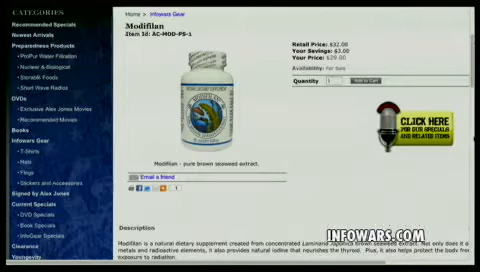 CATEGORIES
Recommended Specials
Newest Arrivals
Preparedness Products
ProPur Water Filtration
Nuclear & Biological
Storable Foods
Short Wave Radios
DVDs
Exclusive Alex Jones Movies
Recommended Movies
Books
Infowars Gear
T-Shirts
Hats
Flags
Stickers and Accessories
Signed by Alex Jones
Current Specials
DVD Specials
Book Specials
InfoGear Specials
Clearance
Youngevity
Home > Infowars Gear
Modifilan
Item Id: AC-MOD-PS-1
MODIFILAN
Modifilan - pure brown seaweed extract.
Email a friend
1
Retail Price: $32.00
Your Savings: $3.00
Your Price: $29.00
Availability: For Sale
Quantity 1 Add to Cart
CLICK HERE
FOR OUR SPECIALS
AND RELATED ITEMS
Description
INFOWARS.COM
Modifilan is a natural dietary supplement created from concentrated Laminaria Japonica brown seaweed extract. Not only does it d
metals and radioactive elements, it also provides natural iodine that nourishes the thyroid. Plus, it also helps protect the body from
exposure to radiation.